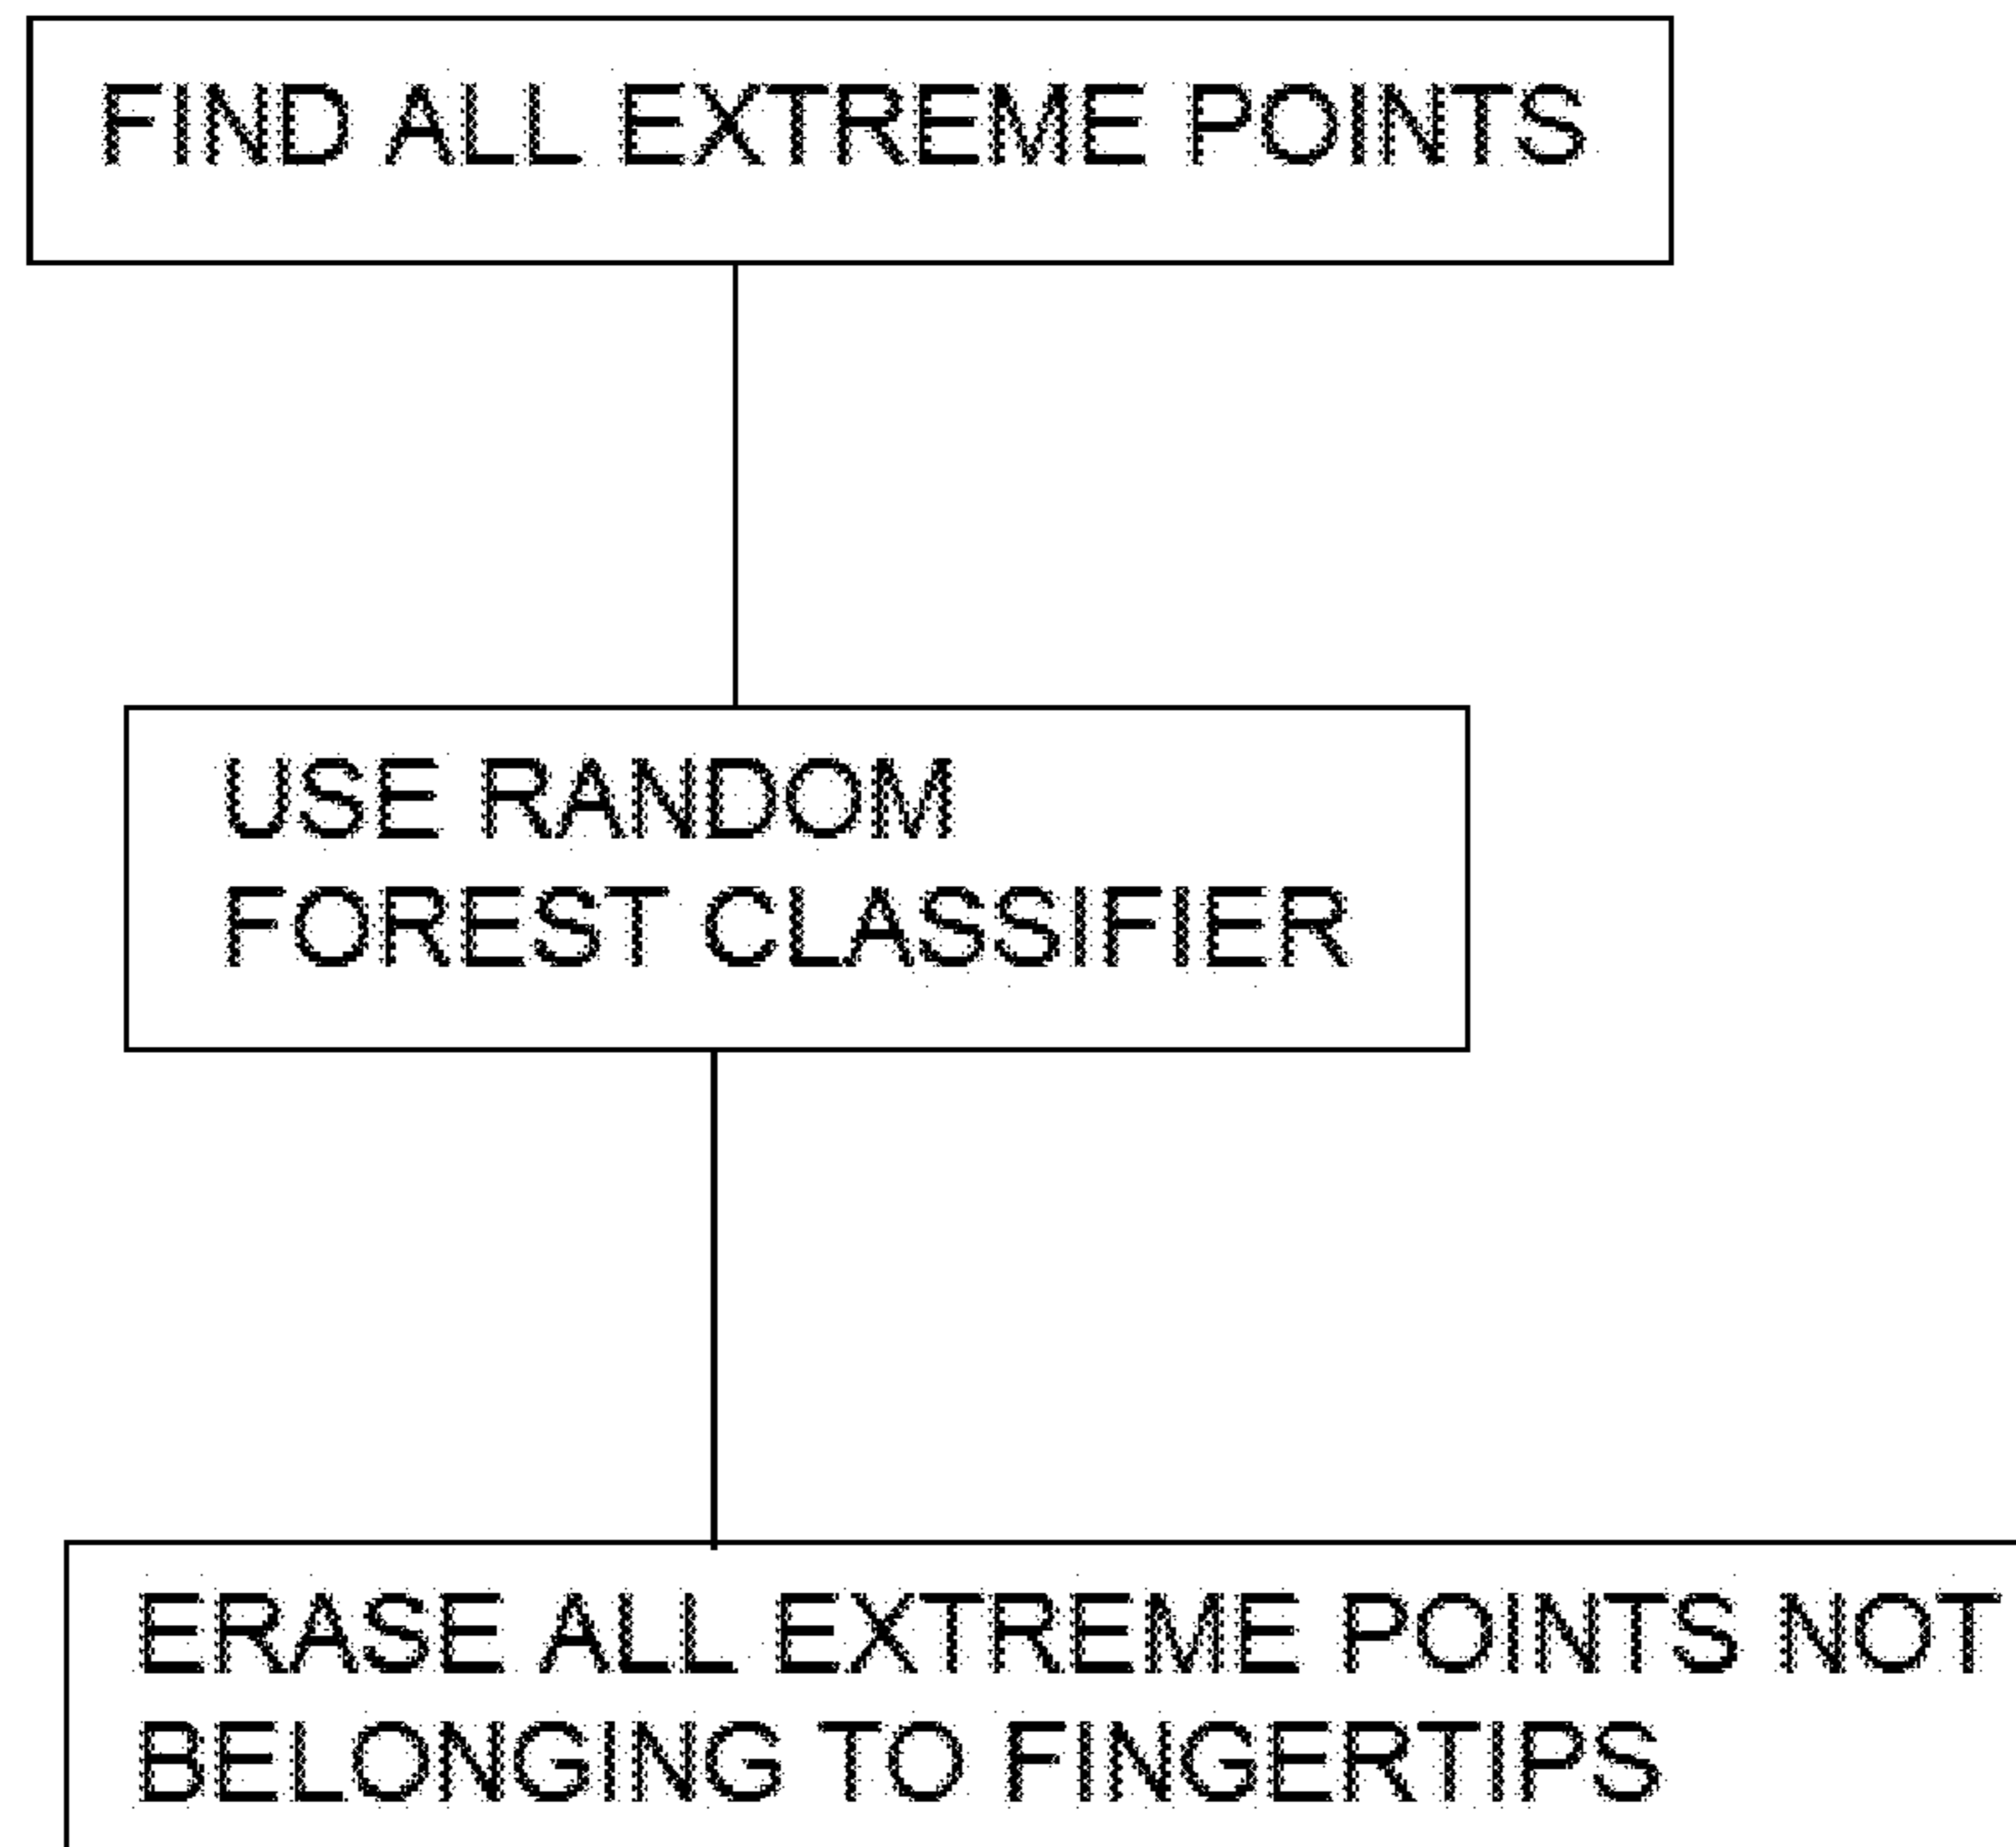 FIND ALL EXTREME POINTS
USE RANDOM
FOREST CLASSIFIER
ERASE ALL EXTREME POINTS NOT
BELONGING TO FINGERTIPS